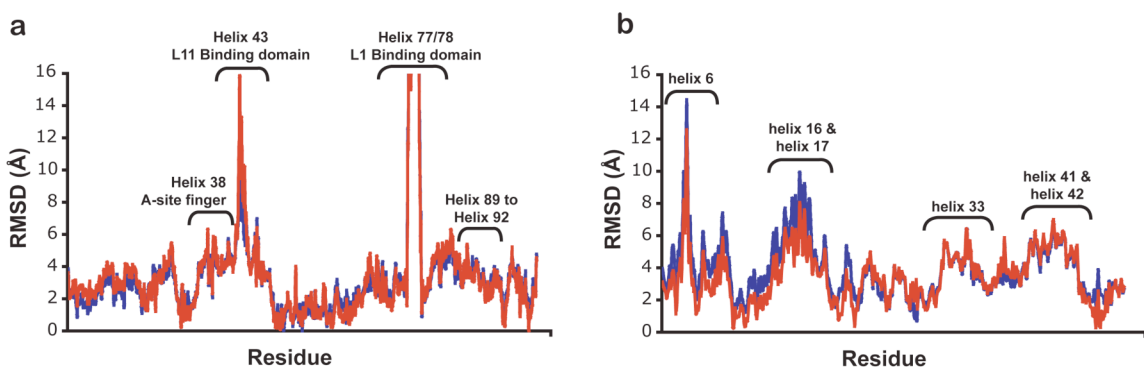 a
Helix 43
L11 Binding domain
Helix 77/78
L1 Binding domain
Helix 38
A-site finger
Helix 89 to
Helix 92
RMSD (Å)
16
14
12
10
8
6
4
2
0
Residue
b
helix 6
helix 16 &
helix 17
helix 33
helix 41 &
helix 42
RMSD (Å)
16
14
12
10
8
6
4
2
0
Residue